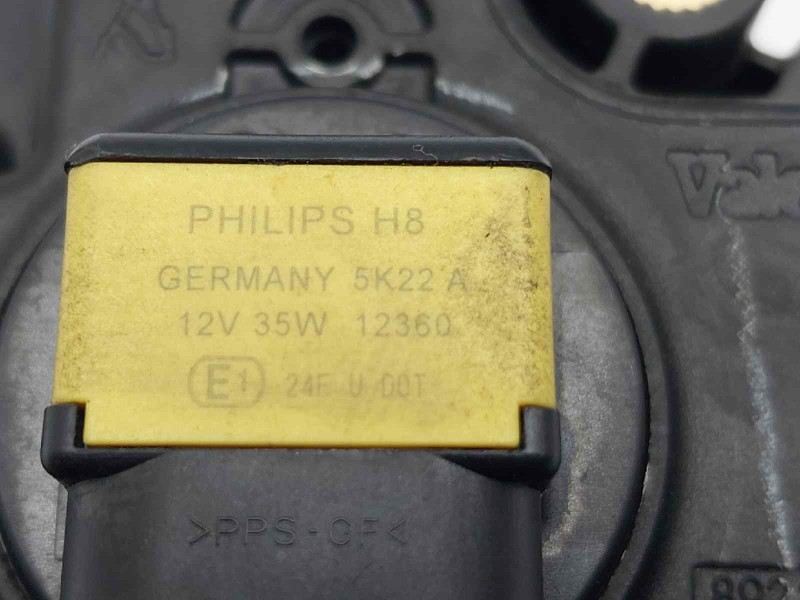 PHILIPS H8
GERMANY 5K22 A
12V 35W 12360
E1 24F U DOT
>PPS-GF<